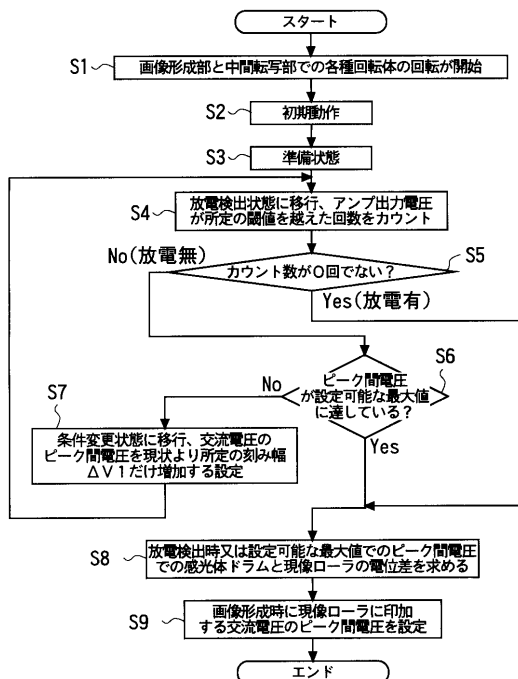 スタート
S1
画像形成部と中間転写部での各種回転体の回転が開始
S2
初期動作
S3
準備状態
S4
放電検出状態に移行、アンプ出力電圧
が所定の閾値を越えた回数をカウント
No(放電無)
カウント数が0回でない?
S5
Yes(放電有)
ピーク間電圧
が設定可能な最大値
に達している?
S6
No
Yes
S7
条件変更状態に移行、交流電圧の
ピーク間電圧を現状より所定の刻み幅
ΔV1だけ増加する設定
S8
放電検出時又は設定可能な最大値でのピーク間電圧
での感光体ドラムと現像ローラの電位差を求める
S9
画像形成時に現像ローラに印加
する交流電圧のピーク間電圧を設定
エンド